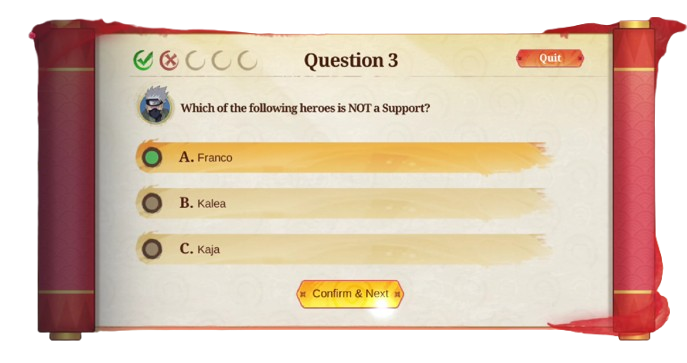 Question 3
Quit
Which of the following heroes is NOT a Support?
A. Franco
B. Kalea
C. Kaja
Confirm & Next